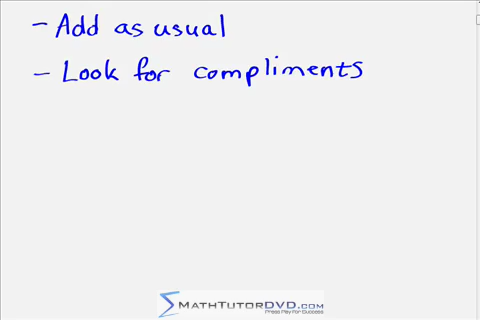 - Add as usual
- Look for compliments
MATHTUTORDVD.COM
Press Play For Success